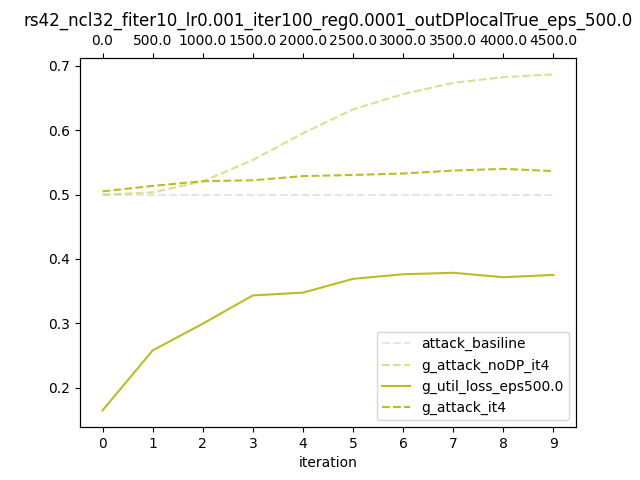 rs42_ncl32_fiter10_lr0.001_iter100_reg0.0001_outDPlocalTrue_eps_500.0
0.0 500.0 1000.0 1500.0 2000.0 2500.0 3000.0 3500.0 4000.0 4500.0
0.7
0.6
0.5
0.4
0.3
0.2
attack_basiline
g_attack_noDP_it4
g_util_loss_eps500.0
g_attack_it4
0 1 2 3 4 5 6 7 8 9
iteration